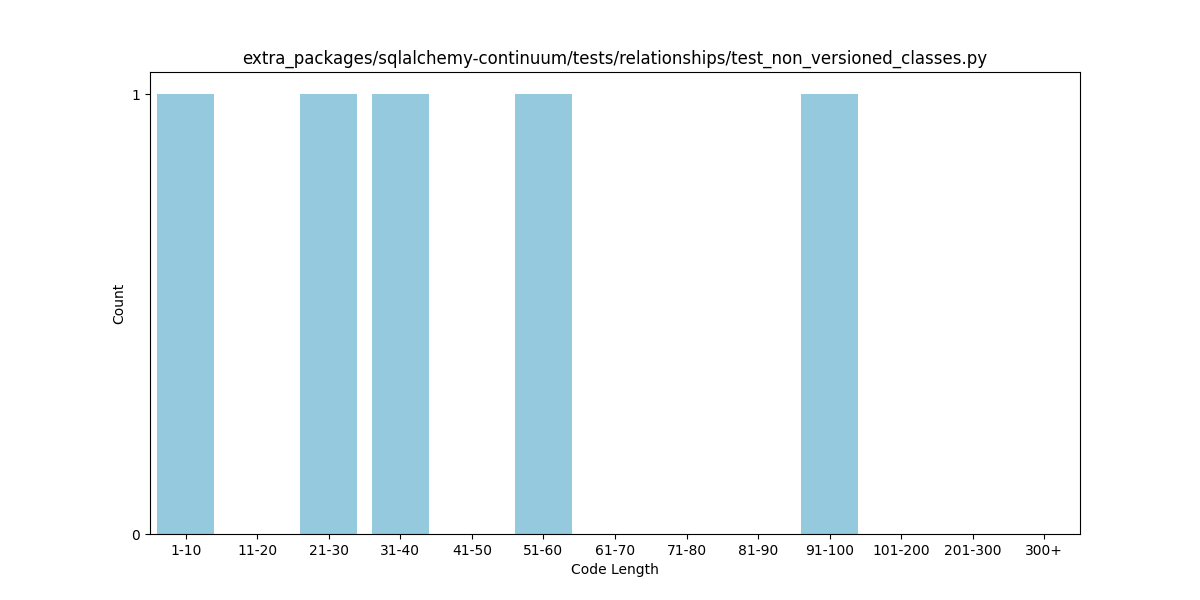 extra_packages/sqlalchemy-continuum/tests/relationships/test_non_versioned_classes.py
1
Count
0
1-10 11-20 21-30 31-40 41-50 51-60 61-70 71-80 81-90 91-100 101-200 201-300 300+
Code Length